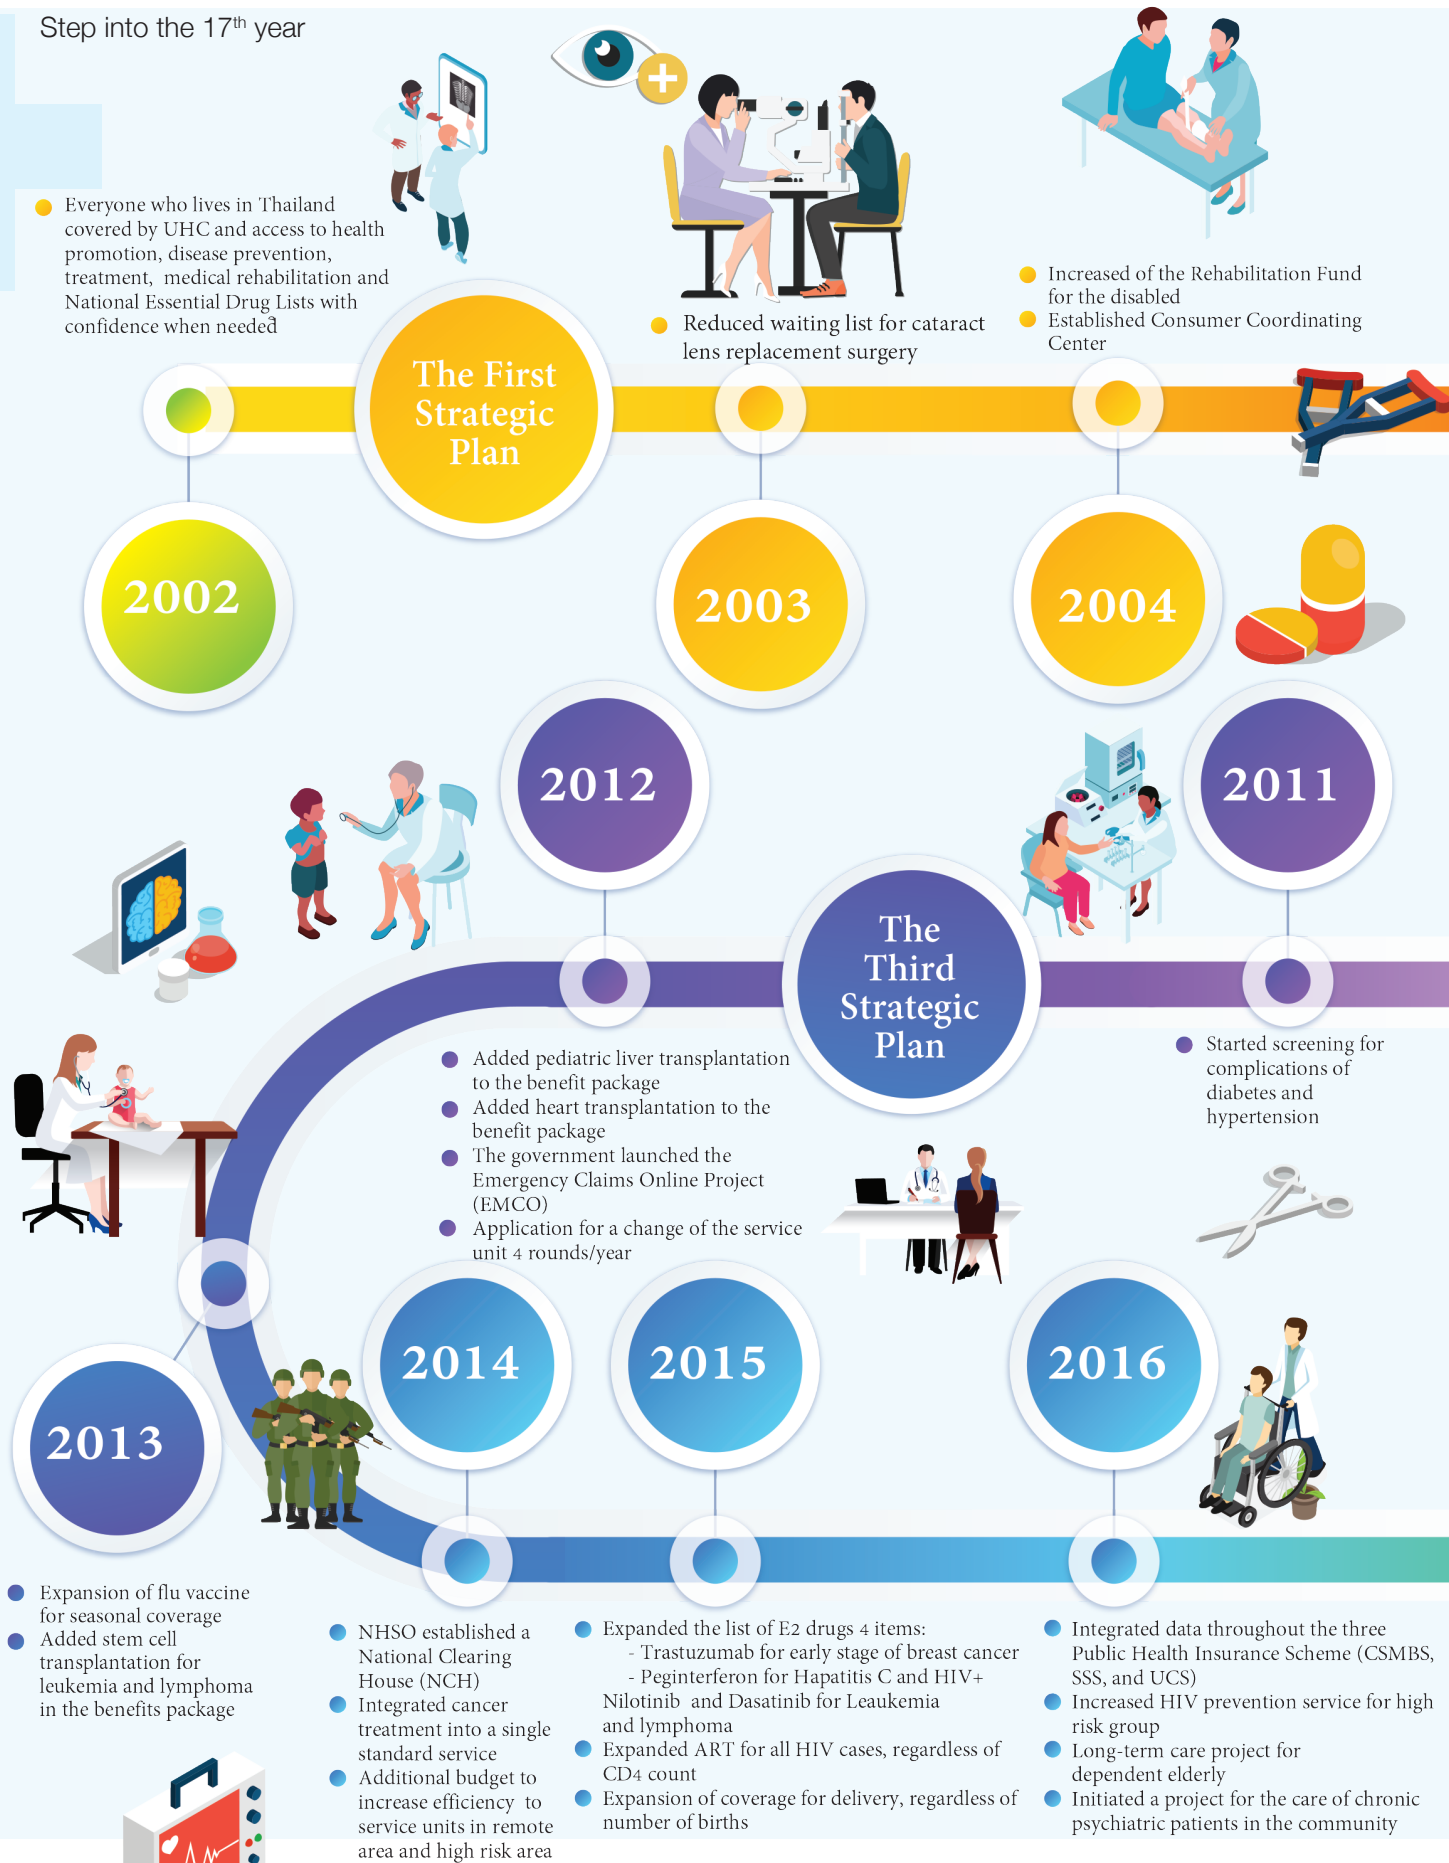 Step into the 17th year
Everyone who lives in Thailand
covered by UHC and access to health
promotion, disease prevention,
treatment, medical rehabilitation and
National Essential Drug Lists with
confidence when needed
Reduced waiting list for cataract
lens replacement surgery
Increased of the Rehabilitation Fund
for the disabled
Established Consumer Coordinating
Center
The First
Strategic
Plan
2002
2003
2004
2012
2011
The
Third
Strategic
Plan
Added pediatric liver transplantation
to the benefit package
Added heart transplantation to the
benefit package
The government launched the
Emergency Claims Online Project
(EMCO)
Application for a change of the service
unit 4 rounds/year
Started screening for
complications of
diabetes and
hypertension
2013
2014
2015
2016
Expansion of flu vaccine
for seasonal coverage
Added stem cell
transplantation for
leukemia and lymphoma
in the benefits package
NHSO established a
National Clearing
House (NCH)
Integrated cancer
treatment into a single
standard service
Additional budget to
increase efficiency to
service units in remote
area and high risk area
Expanded the list of E2 drugs 4 items:
- Trastuzumab for early stage of breast cancer
- Peginterferon for Hapatitis C and HIV+
Nilotinib and Dasatinib for Leaukemia
and lymphoma
Expanded ART for all HIV cases, regardless of
CD4 count
Expansion of coverage for delivery, regardless of
number of births
Integrated data throughout the three
Public Health Insurance Scheme (CSMBS,
SSS, and UCS)
Increased HIV prevention service for high
risk group
Long-term care project for
dependent elderly
Initiated a project for the care of chronic
psychiatric patients in the community